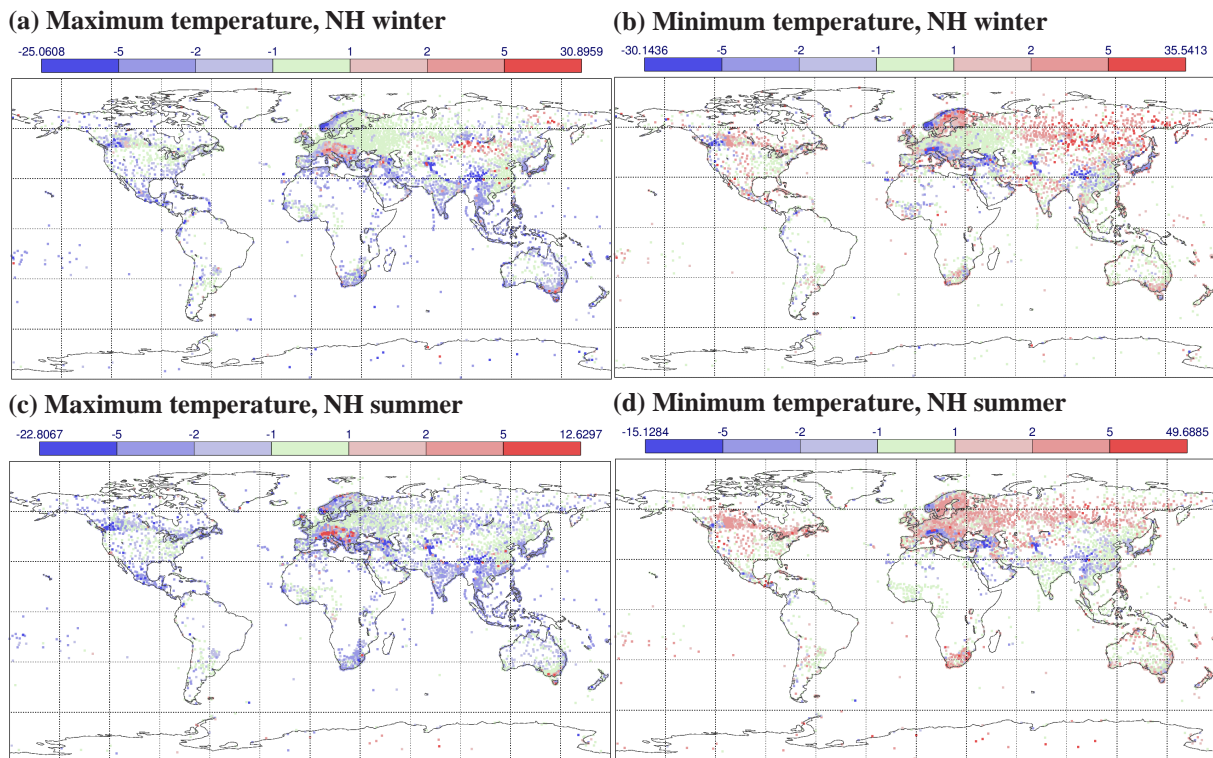 (a) Maximum temperature, NH winter
-25.0608 -5 -2 -1 1 2 5 30.8959
(b) Minimum temperature, NH winter
-30.1436 -5 -2 -1 1 2 5 35.5413
(c) Maximum temperature, NH summer
-22.8067 -5 -2 -1 1 2 5 12.6297
(d) Minimum temperature, NH summer
-15.1284 -5 -2 -1 1 2 5 49.6885